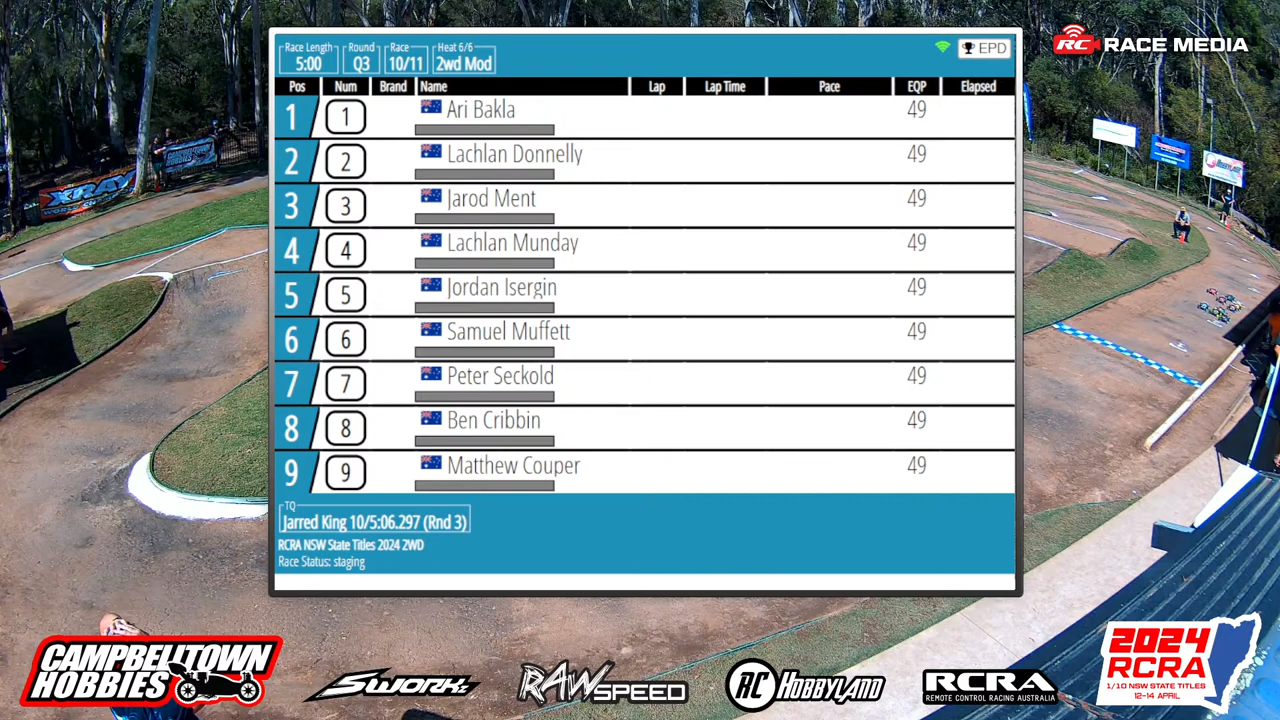 RC RACE MEDIA
Race Length 5:00
Round Q3
Race 10/11
Heat 6/6 2wd Mod
EPD
Pos Num Brand Name Lap Lap Time Pace EQP Elapsed
1 1 Ari Bakla 49
2 2 Lachlan Donnelly 49
3 3 Jarod Ment 49
4 4 Lachlan Munday 49
5 5 Jordan Isergin 49
6 6 Samuel Muffett 49
7 7 Peter Seckold 49
8 8 Ben Cribbin 49
9 9 Matthew Couper 49
TQ
Jarred King 10/5:06.297 (Rnd 3)
RCRA NSW State Titles 2024 2WD
Race Status: staging
CAMPBELLTOWN HOBBIES
XRAY
CAMPBELLTOWN
HOBBIES
SWORKz
RAW SPEED
RC HOBBYLAND
RCRA
REMOTE CONTROL RACING AUSTRALIA
2024
RCRA
1/10 NSW STATE TITLES
12-14 APRIL